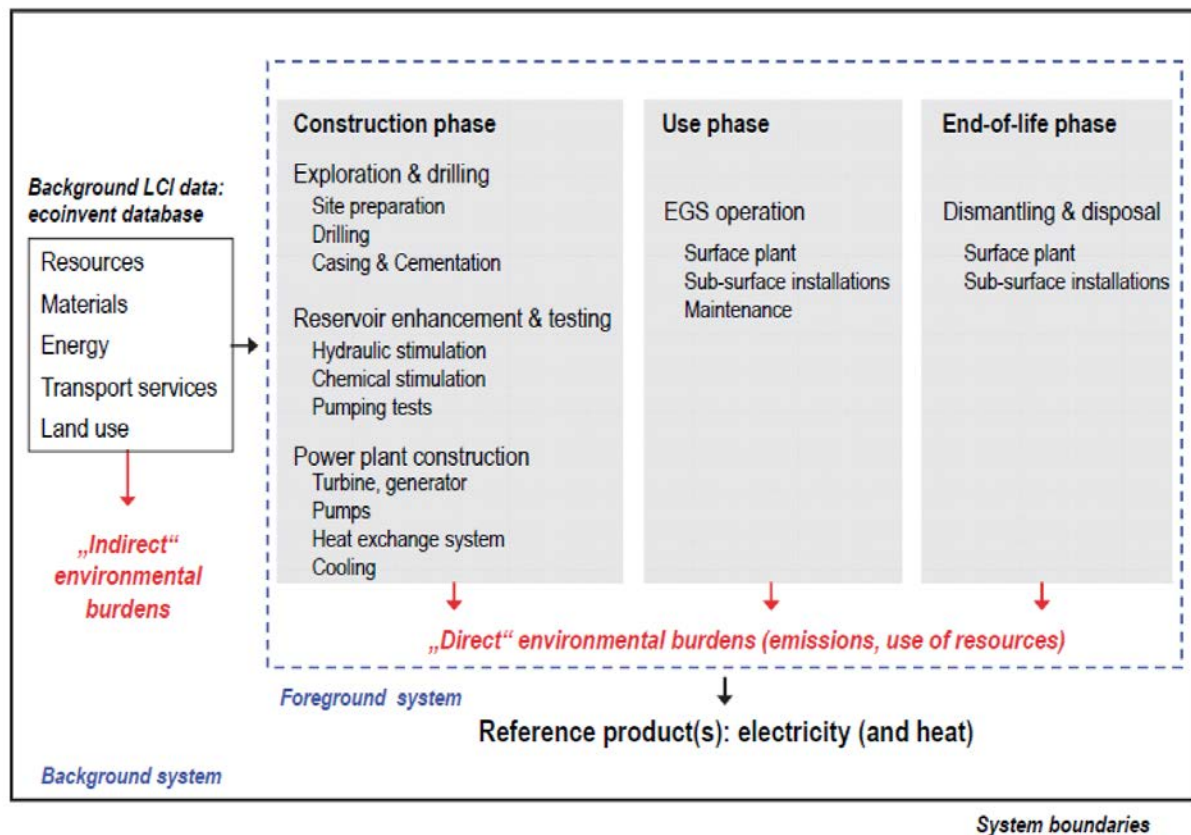 Background LCI data:
ecoinvent database
Resources
Materials
Energy
Transport services
Land use
„Indirect“
environmental
burdens
Construction phase
Exploration & drilling
Site preparation
Drilling
Casing & Cementation
Reservoir enhancement & testing
Hydraulic stimulation
Chemical stimulation
Pumping tests
Power plant construction
Turbine, generator
Pumps
Heat exchange system
Cooling
Use phase
EGS operation
Surface plant
Sub-surface installations
Maintenance
End-of-life phase
Dismantling & disposal
Surface plant
Sub-surface installations
„Direct“ environmental burdens (emissions, use of resources)
Foreground system
Reference product(s): electricity (and heat)
Background system
System boundaries